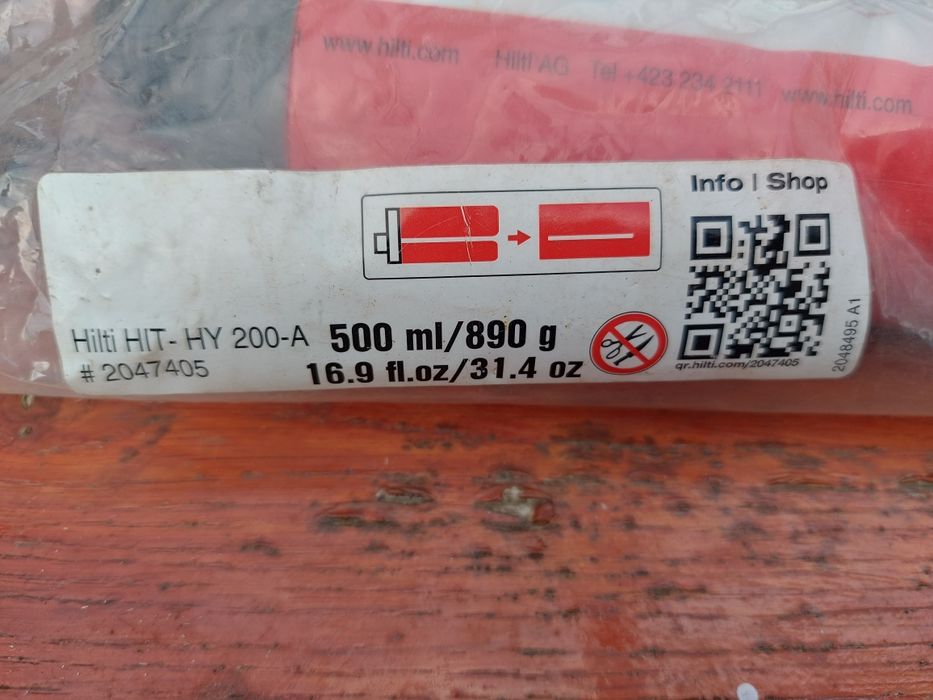 www.hilti.com Hilti AG Tel +423 234 2111 www.hilti.com
Info | Shop
Hilti HIT- HY 200-A 500 ml/890 g
# 2047405 16.9 fl.oz/31.4 oz
qr.hilti.com/2047405
2048495 A1